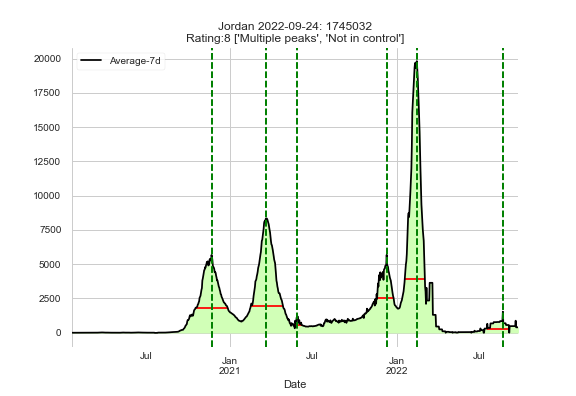 Jordan 2022-09-24: 1745032
Rating:8 ['Multiple peaks', 'Not in control']
Average-7d
20000
17500
15000
12500
10000
7500
5000
2500
0
Jul
Jan
2021
Jul
Jan
2022
Jul
Date